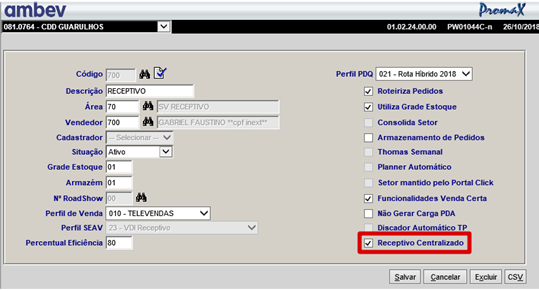 ambev PromaX
081.0764 - CDD GUARULHOS 01.02.24.00.00 PW01044C-n 26/10/2018
Código 700 Perfil PDQ 021 - Rota Híbrido 2018
Descrição RECEPTIVO Roteiriza Pedidos
Área 70 SV RECEPTIVO Utiliza Grade Estoque
Vendedor 700 GABRIEL FAUSTINO **cpf inext** Consolida Setor
Cadastrador -- Selecionar -- Armazenamento de Pedidos
Situação Ativo Thomas Semanal
Grade Estoque 01 Planner Automático
Armazém 01 Setor mantido pelo Portal Click
Nº RoadShow 00 Funcionalidades Venda Certa
Perfil de Venda 010 - TELEVENDAS Não Gerar Carga PDA
Perfil SEAV 23 - VDI Receptivo Discador Automático TP
Percentual Eficiência 80 Receptivo Centralizado
Salvar Cancelar Excluir CSV